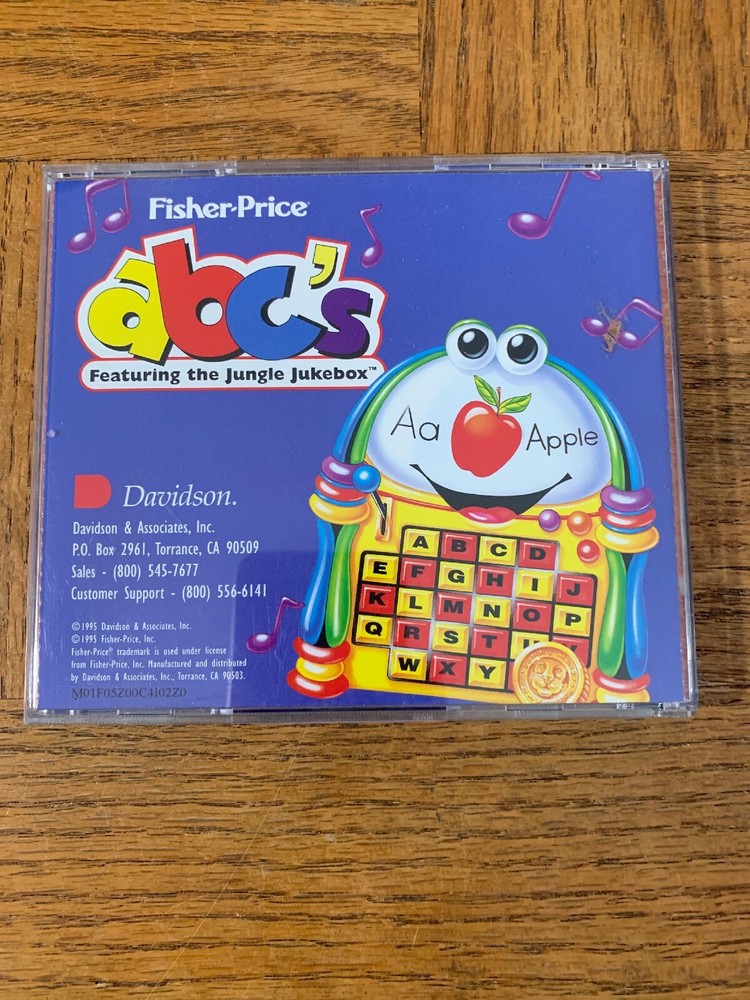 Fisher-Price
abc's
Featuring the Jungle Jukebox™
Aa Apple
Davidson.
Davidson & Associates, Inc.
P.O. Box 2961, Torrance, CA 90509
Sales - (800) 545-7677
Customer Support - (800) 556-6141
A B C D
E F G H I J
K L M N O P
Q R S T
W X Y
©1995 Davidson & Associates, Inc.
©1995 Fisher-Price, Inc.
Fisher-Price® trademark is used under license
from Fisher-Price, Inc. Manufactured and distributed
by Davidson & Associates, Inc., Torrance, CA 90503.
M01F05Z00C4102Z0